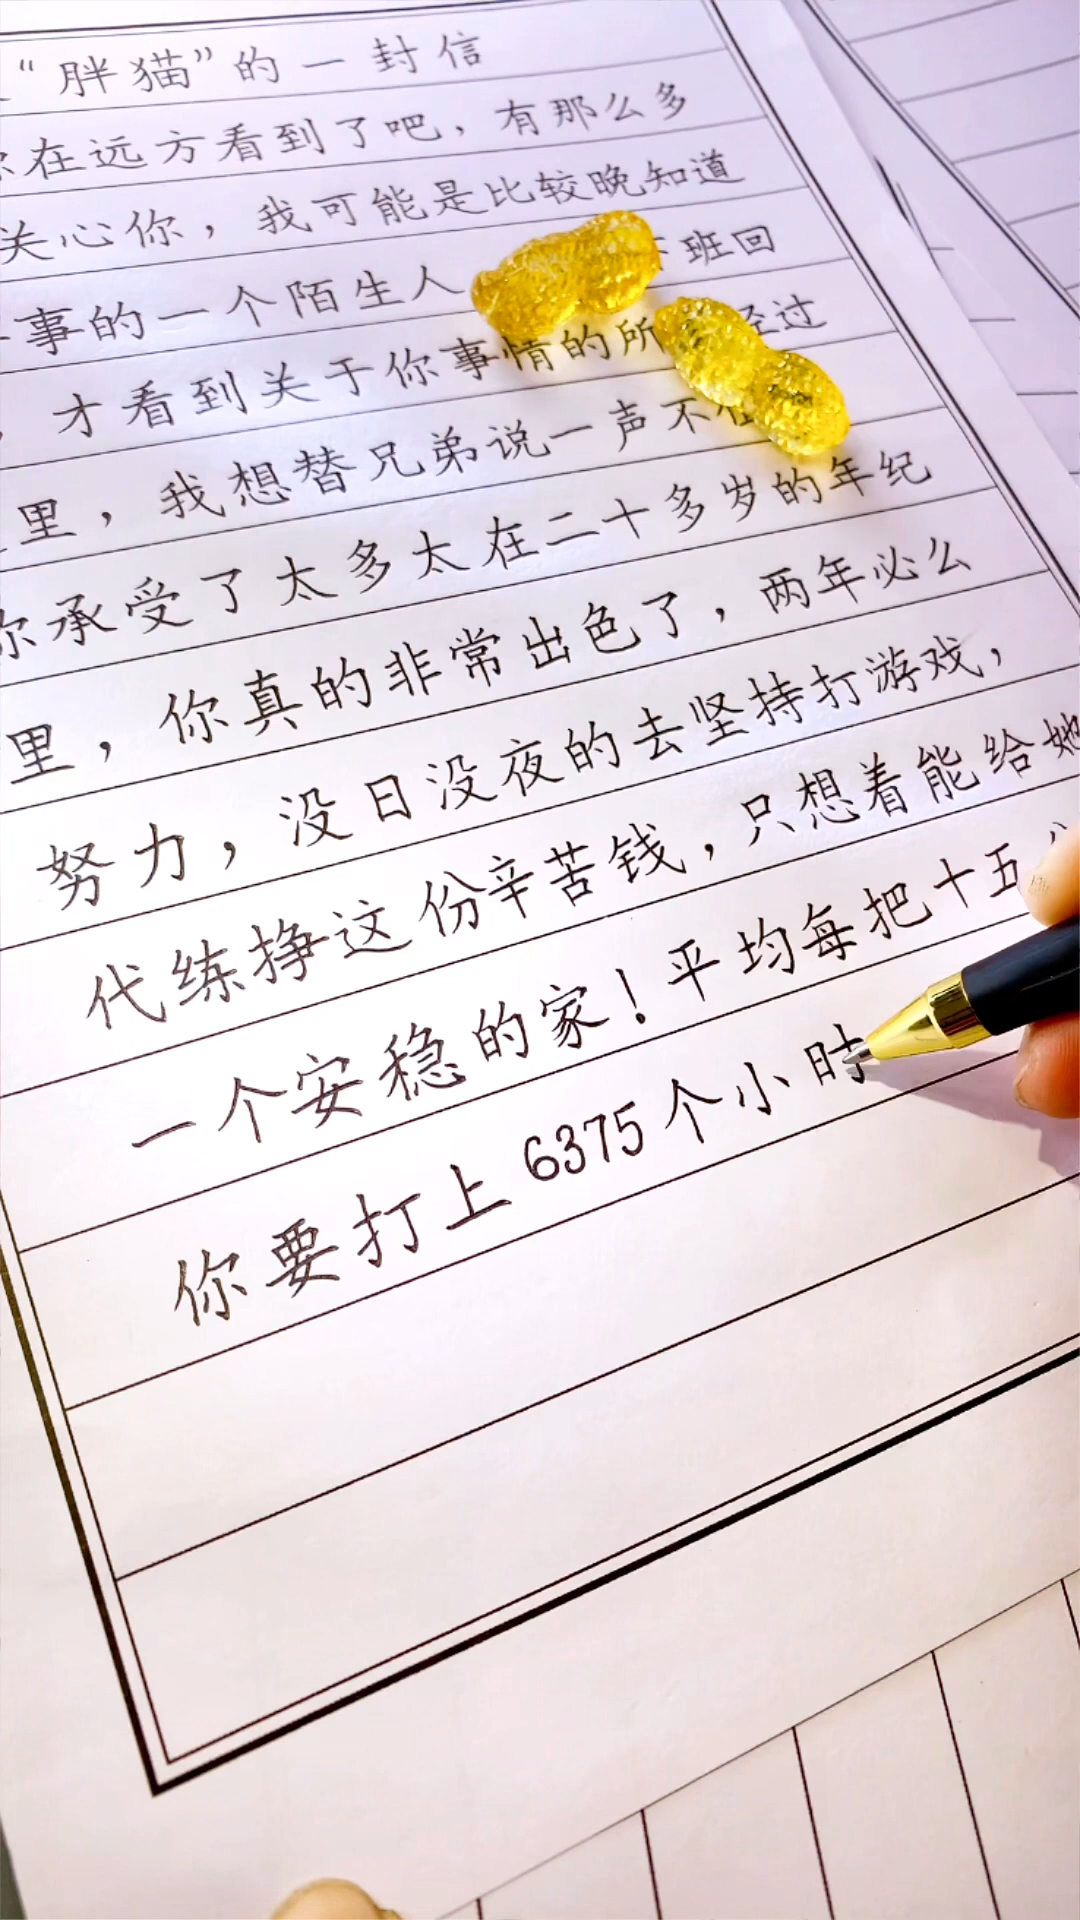 “胖猫”的一封信
你在远方看到了吧，有那么多
关心你，我可能是比较晚知道
事的一个陌生人 班回
，才看到关于你事情的所 经过
里，我想替兄弟说一声不
你承受了太多太在二十多岁的年纪
里，你真的非常出色了，两年必么
努力，没日没夜的去坚持打游戏，
代练挣这份辛苦钱，只想着能给她
一个安稳的家！平均每把十五
你要打上6375个小时